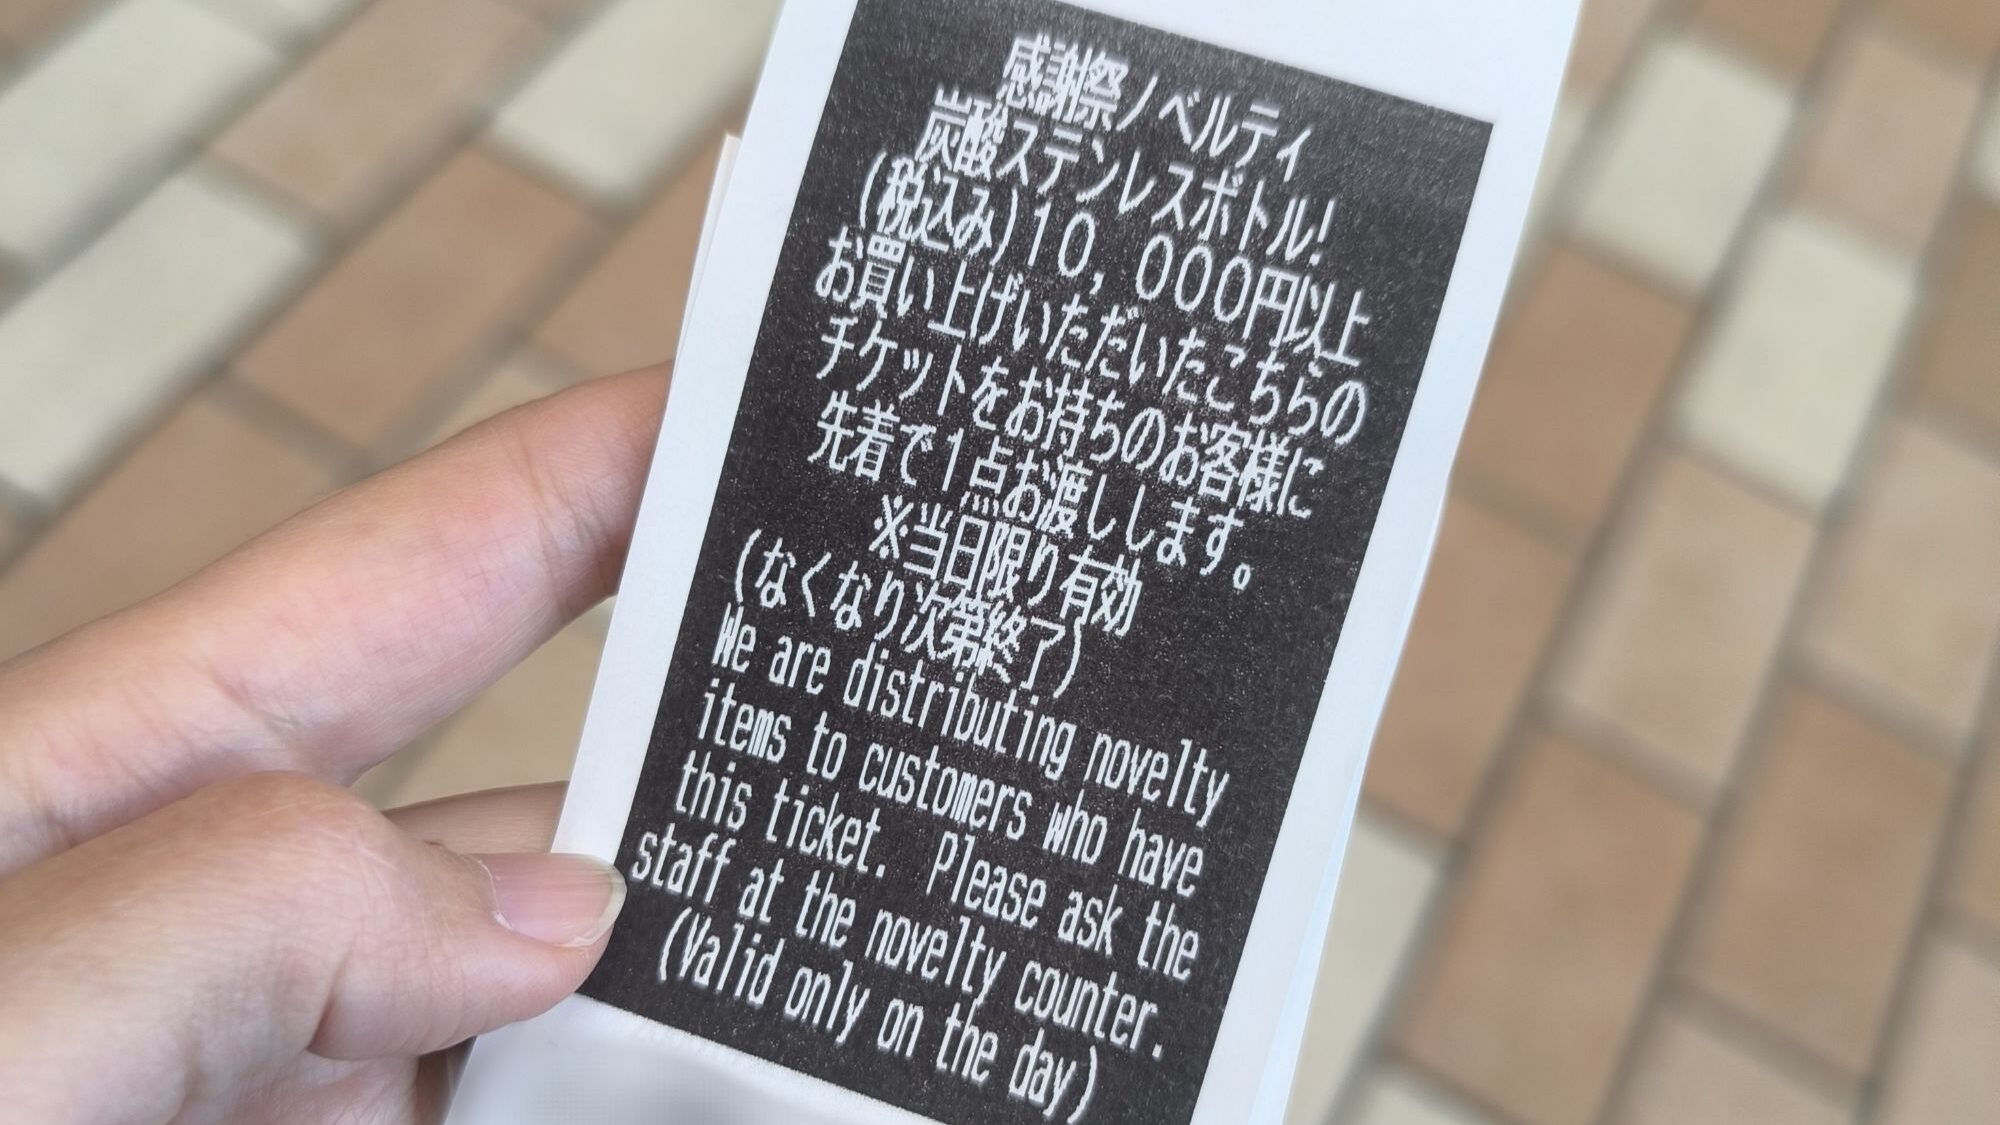 感謝祭ノベルティ
炭酸ステンレスボトル!
(税込み)10,000円以上
お買い上げいただいたこちらの
チケットをお持ちのお客様に
先着で1点お渡しします。
※当日限り有効
(なくなり次第終了)
We are distributing novelty
items to customers who have
this ticket. Please ask the
staff at the novelty counter.
(Valid only on the day)